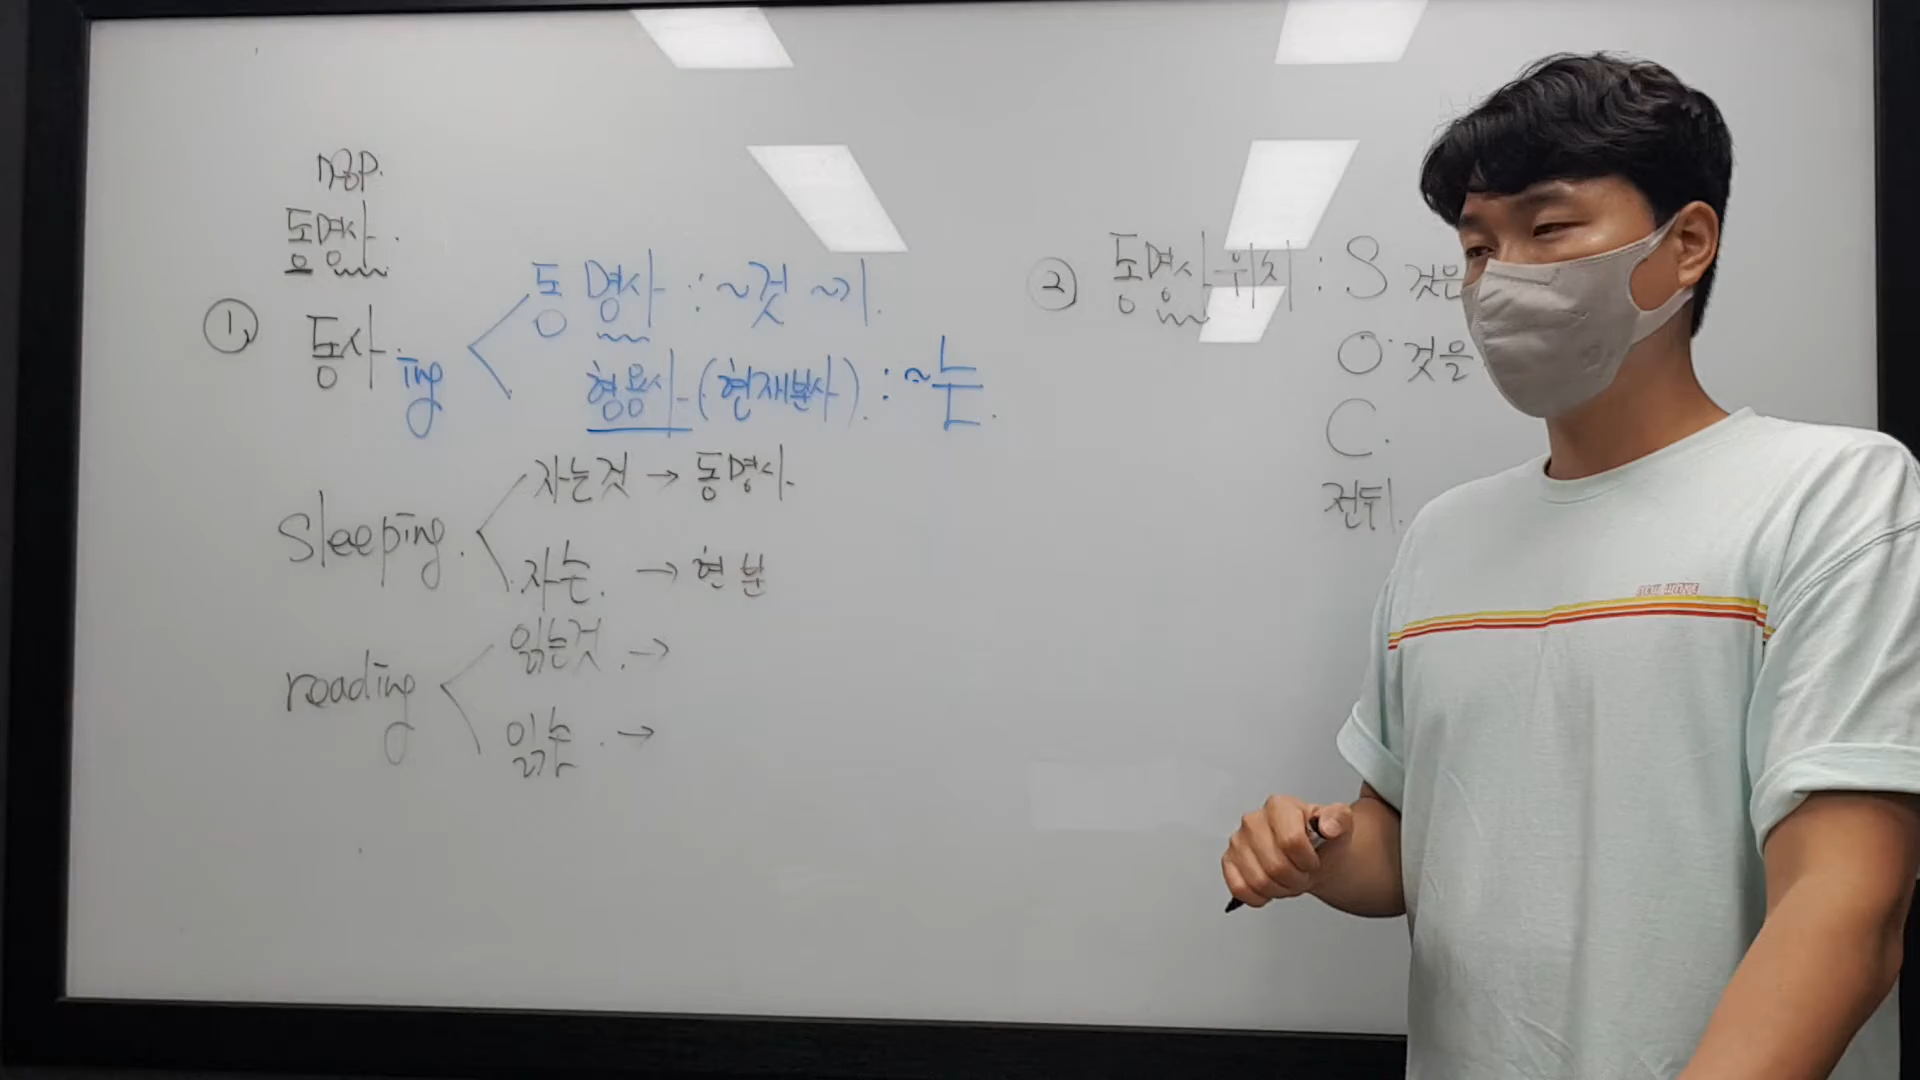 동명사.
① 동사.ing
동명사 : ~것 ~기.
형용사 (현재분사) : ~는.
sleeping.
자는것 → 동명사.
자는. → 현분
reading
읽는것. →
읽는. →
② 동명사 위치 : S 것은
O 것을
C.
전뒤.
new wave